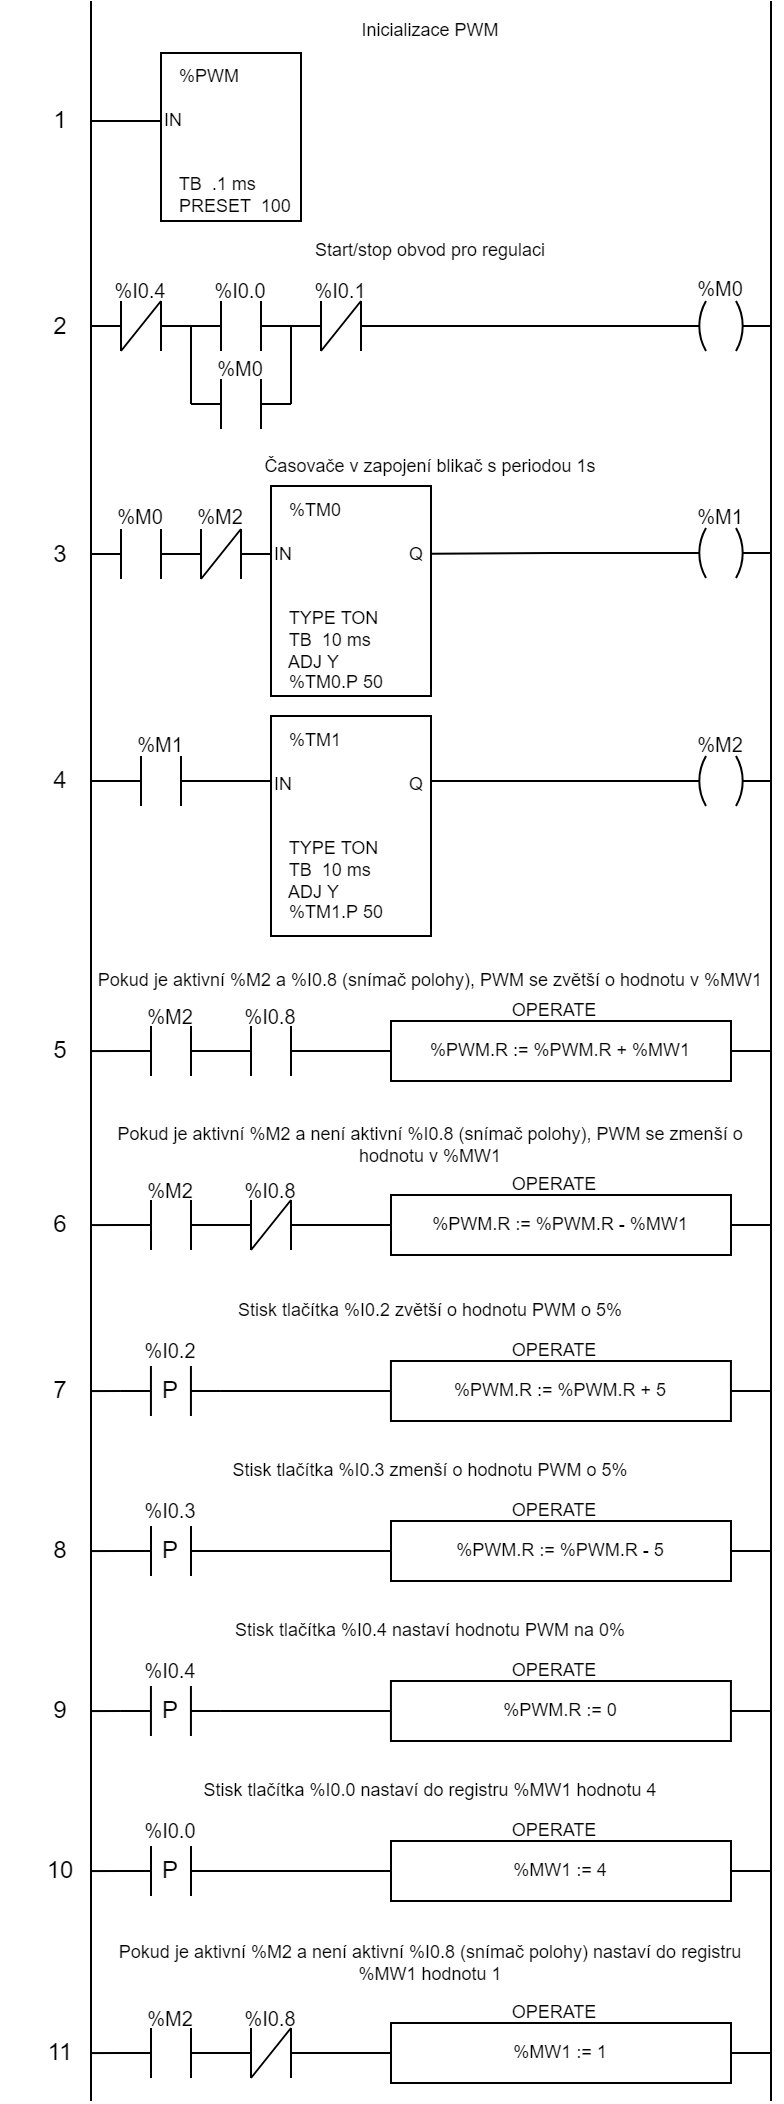 Inicializace PWM
%PWM
1
IN
TB .1 ms
PRESET 100
Start/stop obvod pro regulaci
%I0.4 %I0.0 %I0.1 %M0
2
%M0
Časovače v zapojení blikač s periodou 1s
%M0 %M2 %TM0 %M1
3
IN Q
TYPE TON
TB 10 ms
ADJ Y
%TM0.P 50
%M1 %TM1 %M2
4
IN Q
TYPE TON
TB 10 ms
ADJ Y
%TM1.P 50
Pokud je aktivní %M2 a %I0.8 (snímač polohy), PWM se zvětší o hodnotu v %MW1
OPERATE
%M2 %I0.8
5
%PWM.R := %PWM.R + %MW1
Pokud je aktivní %M2 a není aktivní %I0.8 (snímač polohy), PWM se zmenší o
hodnotu v %MW1
OPERATE
%M2 %I0.8
6
%PWM.R := %PWM.R - %MW1
Stisk tlačítka %I0.2 zvětší o hodnotu PWM o 5%
%I0.2 OPERATE
7 P %PWM.R := %PWM.R + 5
Stisk tlačítka %I0.3 zmenší o hodnotu PWM o 5%
%I0.3 OPERATE
8 P %PWM.R := %PWM.R - 5
Stisk tlačítka %I0.4 nastaví hodnotu PWM na 0%
%I0.4 OPERATE
9 P %PWM.R := 0
Stisk tlačítka %I0.0 nastaví do registru %MW1 hodnotu 4
%I0.0 OPERATE
10 P %MW1 := 4
Pokud je aktivní %M2 a není aktivní %I0.8 (snímač polohy) nastaví do registru
%MW1 hodnotu 1
%M2 %I0.8 OPERATE
11 %MW1 := 1